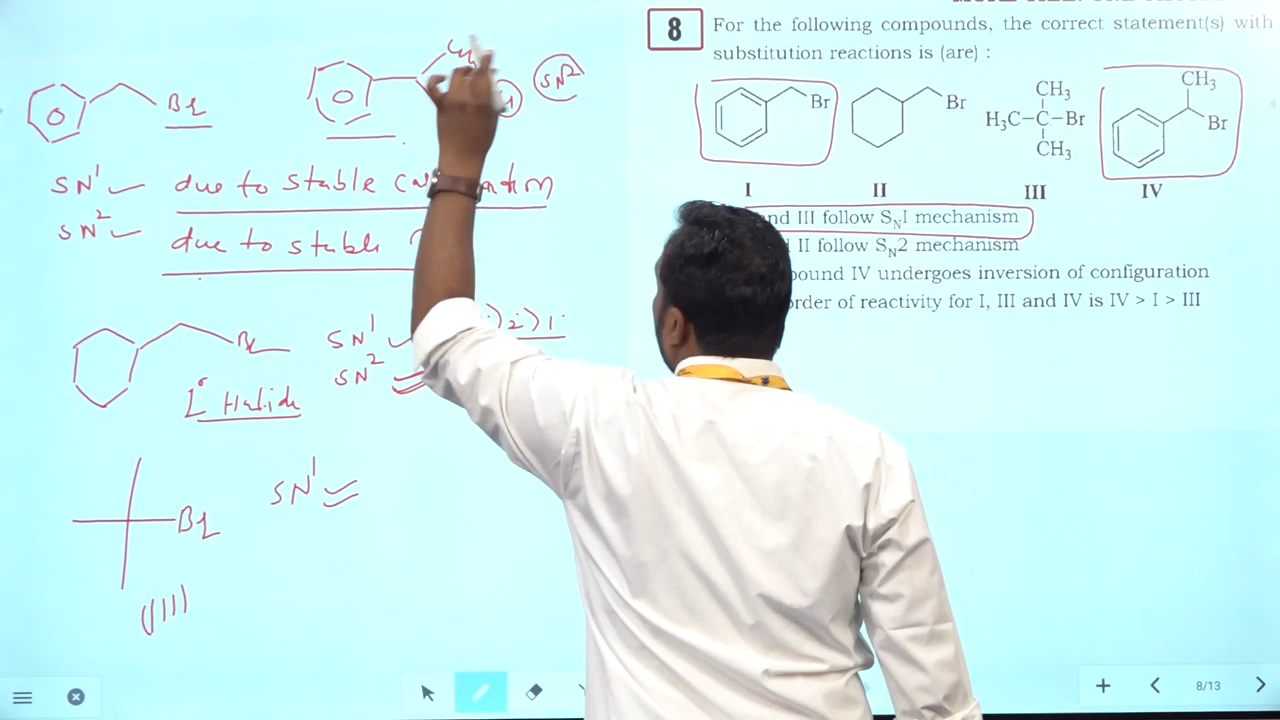 8 For the following compounds, the correct statement(s) with
substitution reactions is (are) :
Br
Br
CH₃
H₃C–C–Br
CH₃
CH₃
Br
I II III IV
and III follow S_N I mechanism
II follow S_N 2 mechanism
ound IV undergoes inversion of configuration
order of reactivity for I, III and IV is IV > I > III
Br
SN²
SN¹ due to stable
SN² due to stable
Br
SN¹
SN²
1° Halide
Br
SN¹
(III)
8/13